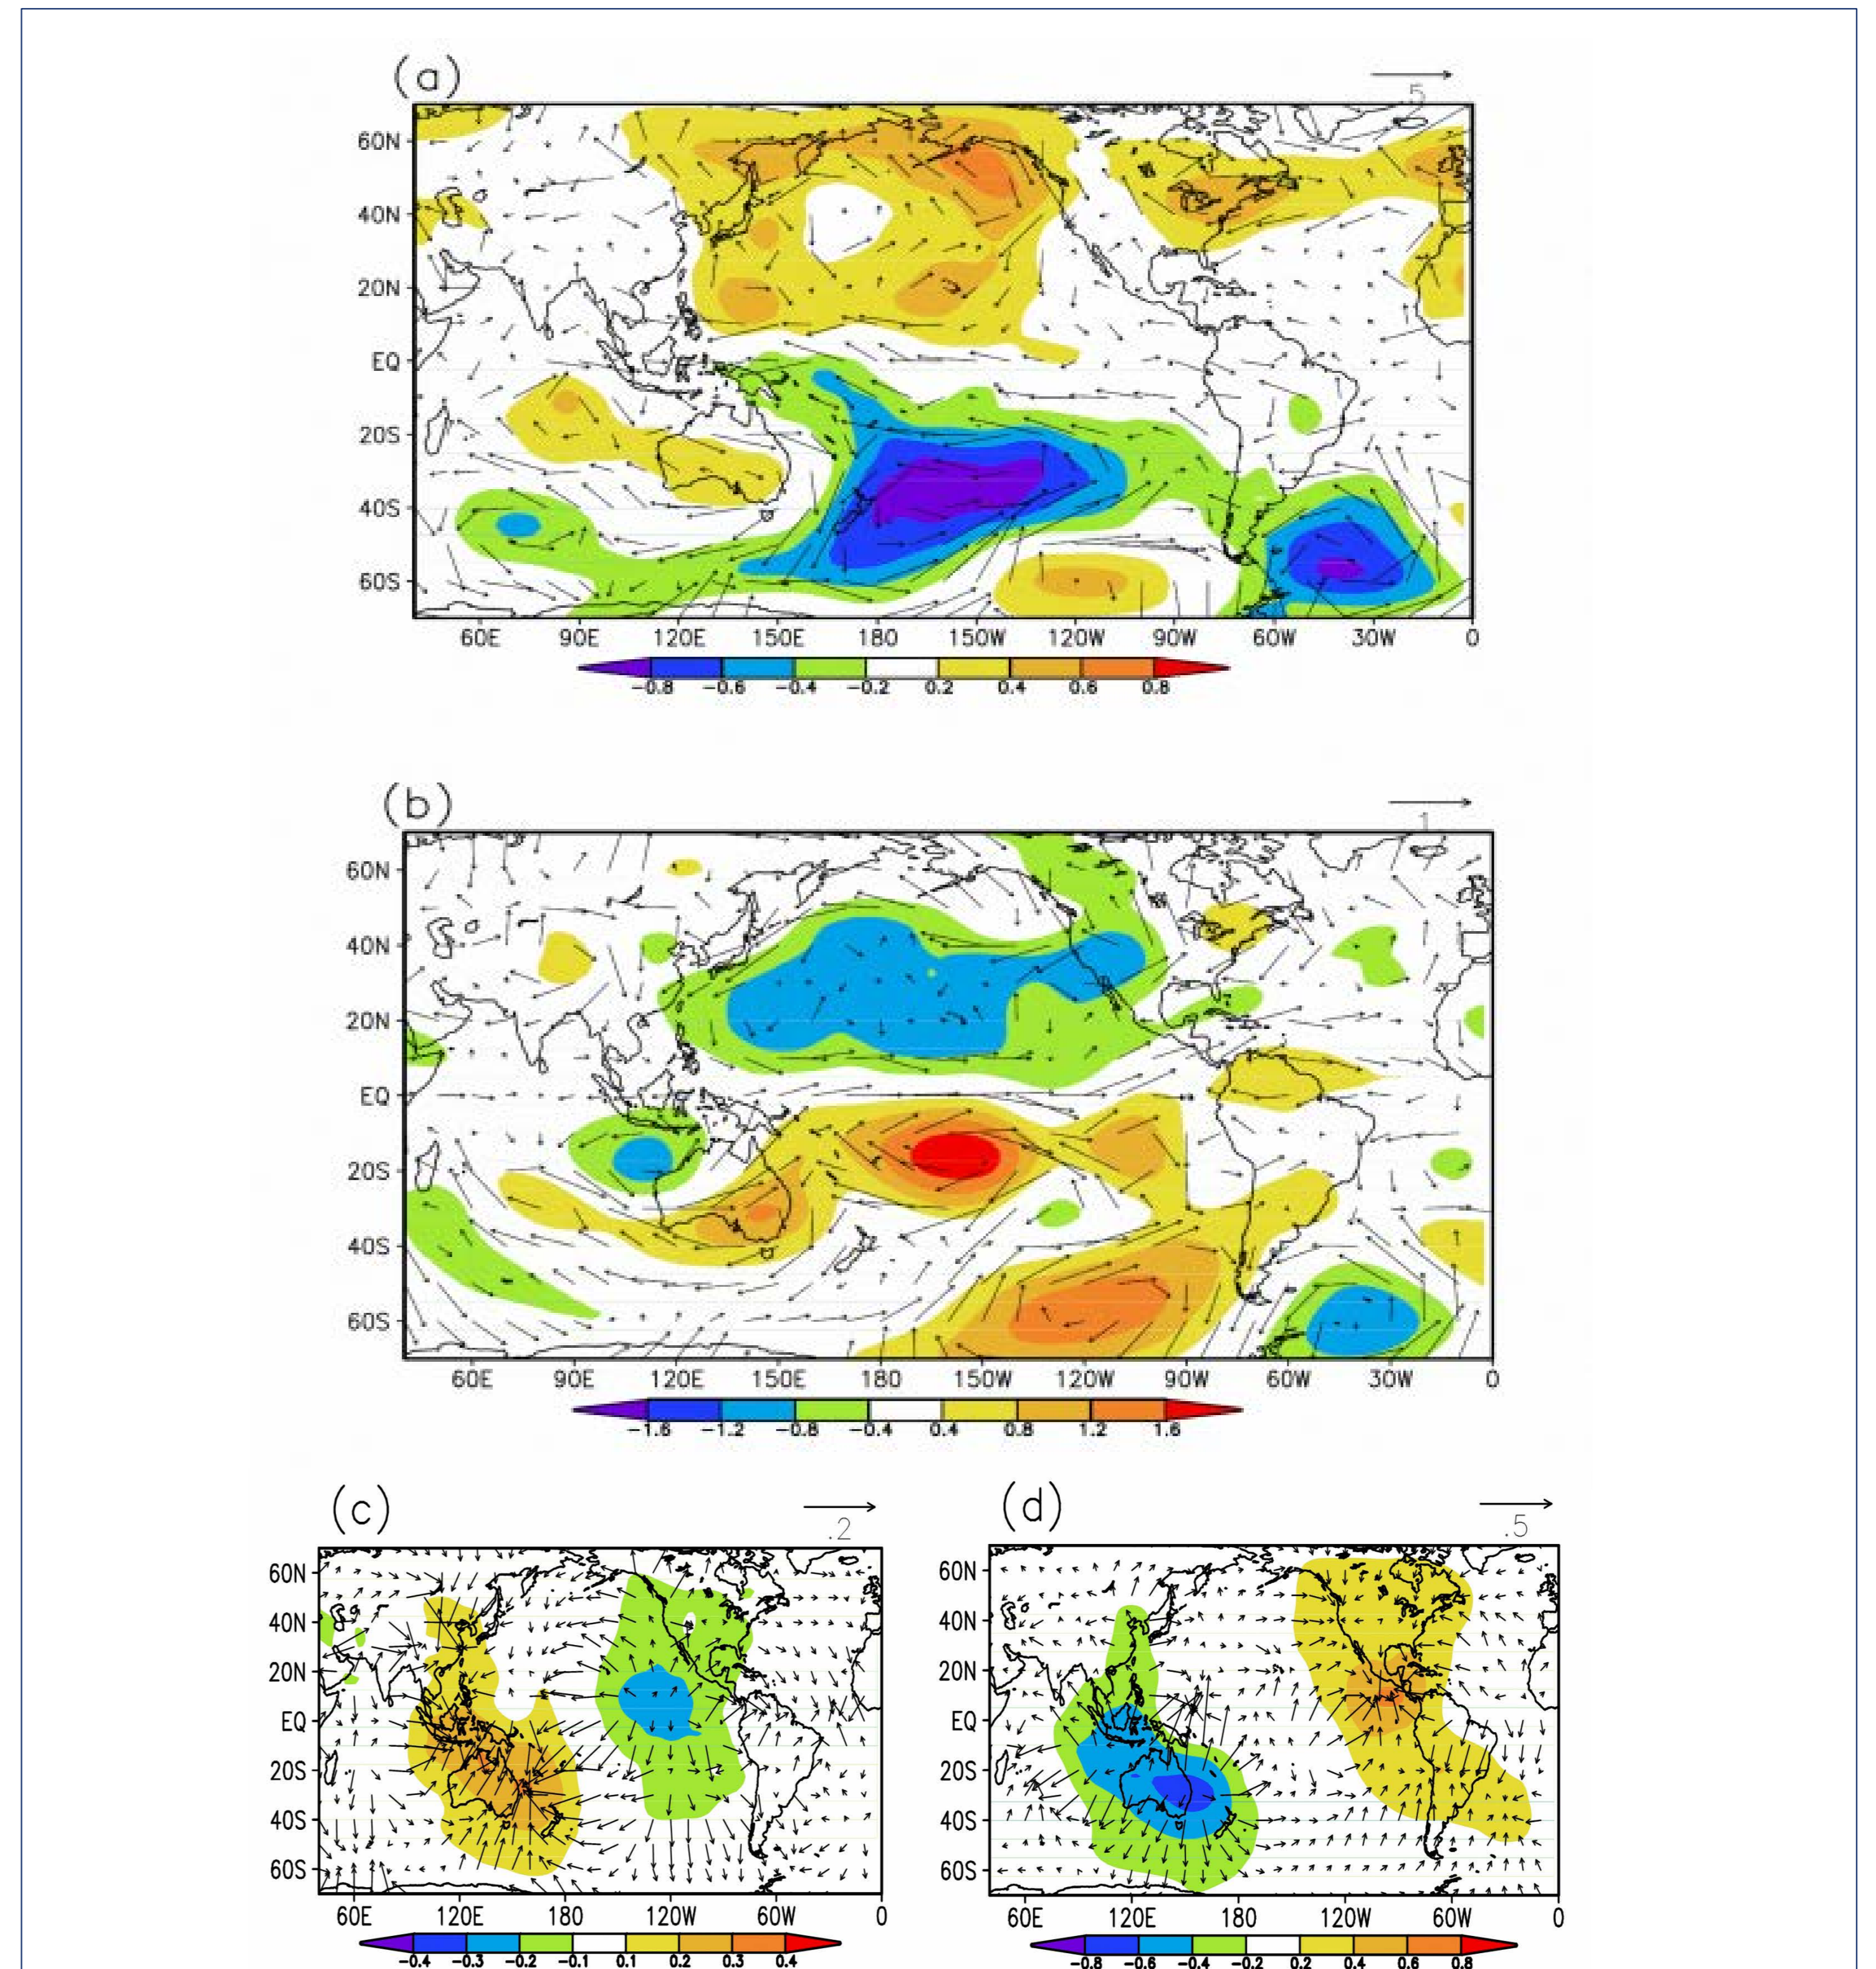 (a)
.5
60N
40N
20N
EQ
20S
40S
60S
60E 90E 120E 150E 180 150W 120W 90W 60W 30W 0
-0.8 -0.6 -0.4 -0.2 0.2 0.4 0.6 0.8
(b)
1
60N
40N
20N
EQ
20S
40S
60S
60E 90E 120E 150E 180 150W 120W 90W 60W 30W 0
-1.6 -1.2 -0.8 -0.4 0.4 0.8 1.2 1.6
(c)
.2
60N
40N
20N
EQ
20S
40S
60S
60E 120E 180 120W 60W 0
-0.4 -0.3 -0.2 -0.1 0.1 0.2 0.3 0.4
(d)
.5
60N
40N
20N
EQ
20S
40S
60S
60E 120E 180 120W 60W 0
-0.8 -0.6 -0.4 -0.2 0.2 0.4 0.6 0.8